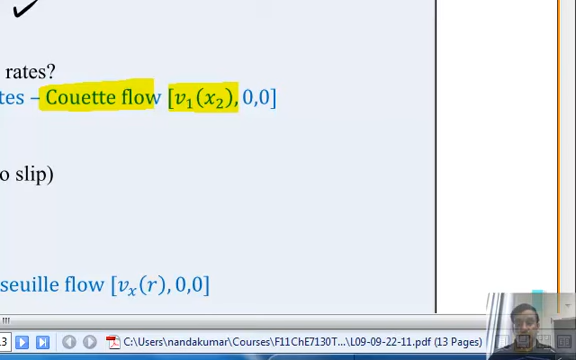 rates?
tes – Couette flow [v₁(x₂), 0,0]
o slip)
seuille flow [vₓ(r), 0,0]
.3 C:\Users\nandakumar\Courses\F11ChE7130T...\L09-09-22-11.pdf (13 Pages)